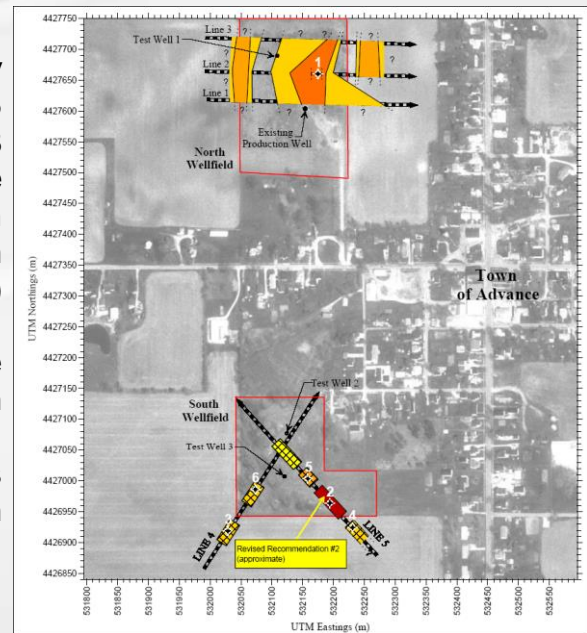 4427750
4427700
4427650
4427600
4427550
4427500
4427450
4427400
4427350
4427300
4427250
4427200
4427150
4427100
4427050
4427000
4426950
4426900
4426850
UTM Northings (m)
Line 3
? ? ? ?
Test Well 1
Line 2
1
Line 1
? ? ? ?
Existing
Production Well
North
Wellfield
Town
of Advance
South
Wellfield
Test Well 2
Test Well 3
6
5
2
3
4
LINE 4
LINE 5
Revised Recommendation #2
(approximate)
531800 531850 531900 531950 532000 532050 532100 532150 532200 532250 532300 532350 532400 532450 532500 532550
UTM Eastings (m)